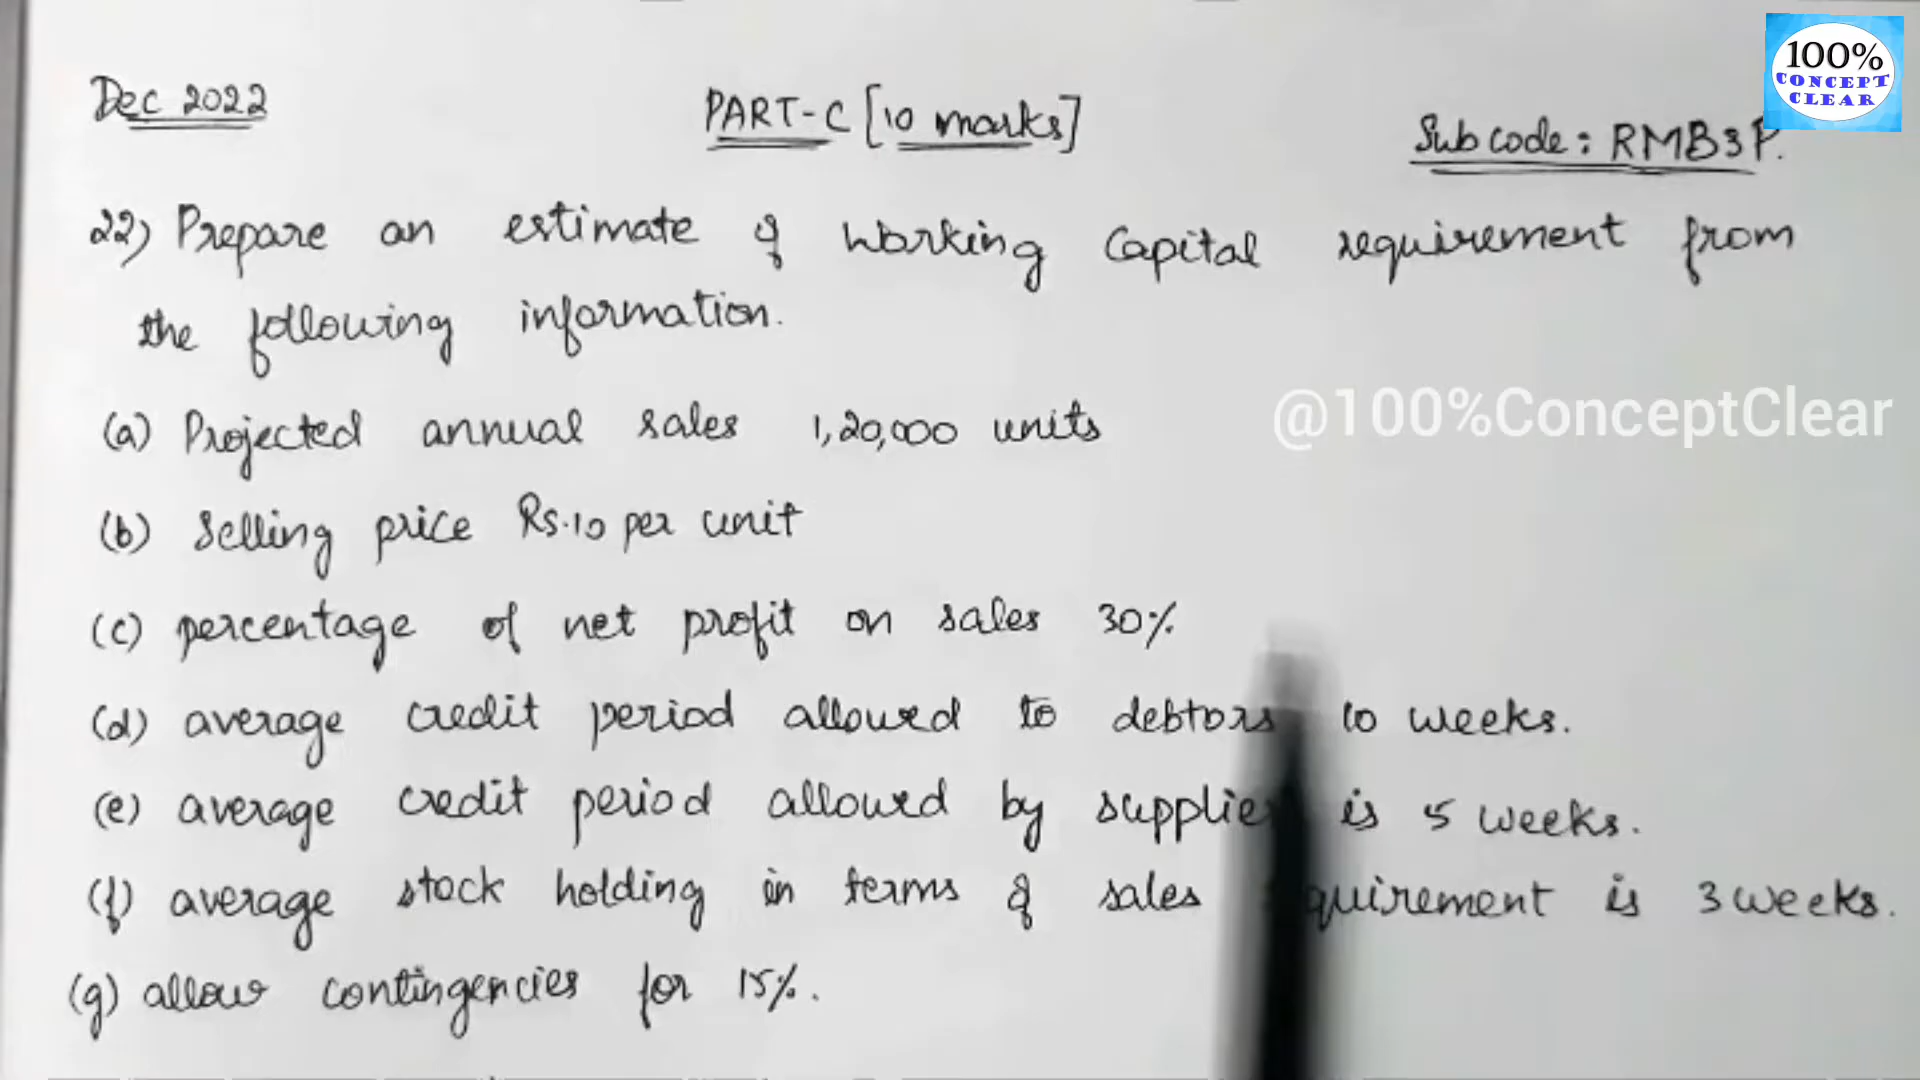 Dec 2022
PART-C [10 marks]
100%
CONCEPT
CLEAR
Sub code: RMB3P.
22) Prepare an estimate of Working Capital requirement from
the following information.
@100%ConceptClear
(a) Projected annual sales 1,20,000 units
(b) Selling price Rs.10 per unit
(c) percentage of net profit on sales 30%
(d) average credit period allowed to debtors 10 weeks.
(e) average credit period allowed by supplier is 5 weeks.
(f) average stock holding in terms of sales requirement is 3 weeks.
(g) allow contingencies for 15%.